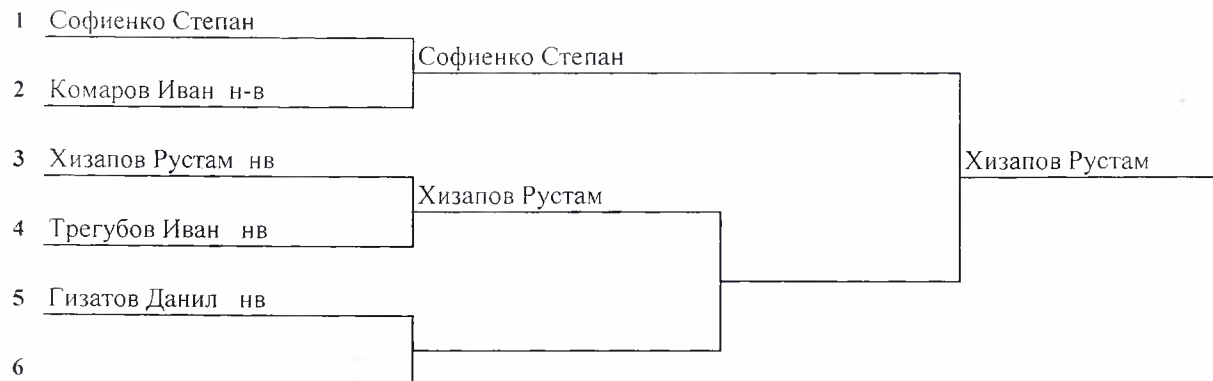 1 Софиенко Степан
Софиенко Степан
2 Комаров Иван н-в
3 Хизапов Рустам нв
Хизапов Рустам
Хизапов Рустам
4 Трегубов Иван нв
5 Гизатов Данил нв
6